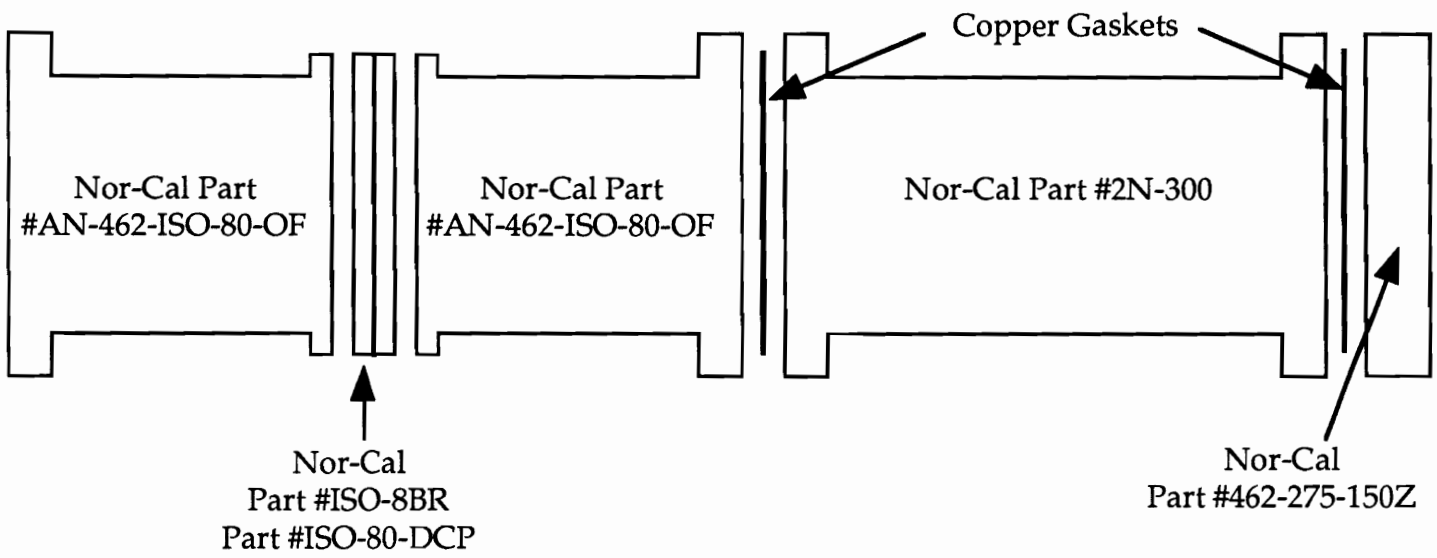 Copper Gaskets
Nor-Cal Part
#AN-462-ISO-80-OF
Nor-Cal Part
#AN-462-ISO-80-OF
Nor-Cal Part #2N-300
Nor-Cal
Part #ISO-8BR
Part #ISO-80-DCP
Nor-Cal
Part #462-275-150Z